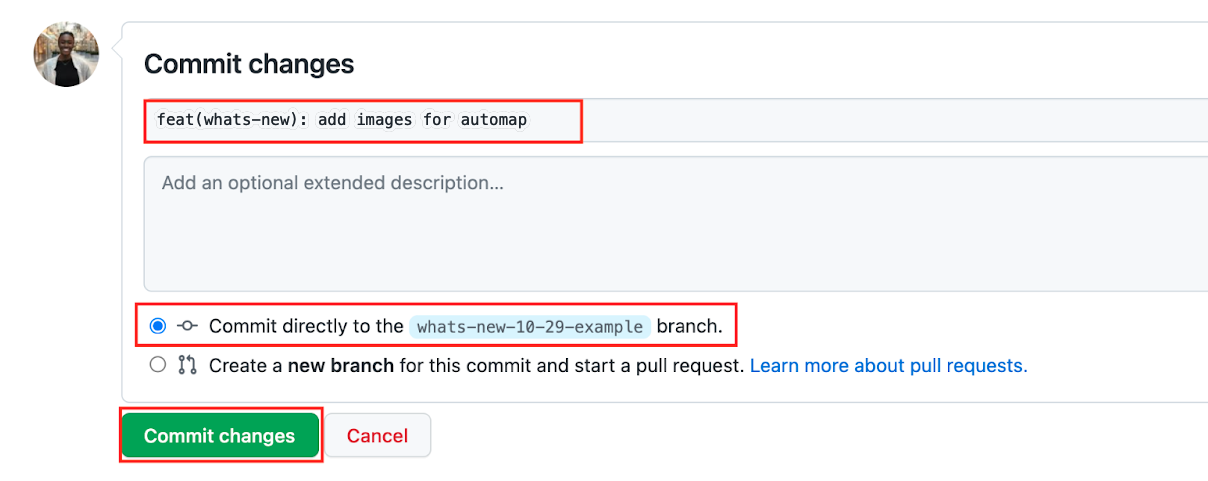 Commit changes
feat(whats-new): add images for automap
Add an optional extended description...
Commit directly to the whats-new-10-29-example branch.
Create a new branch for this commit and start a pull request. Learn more about pull requests.
Commit changes Cancel